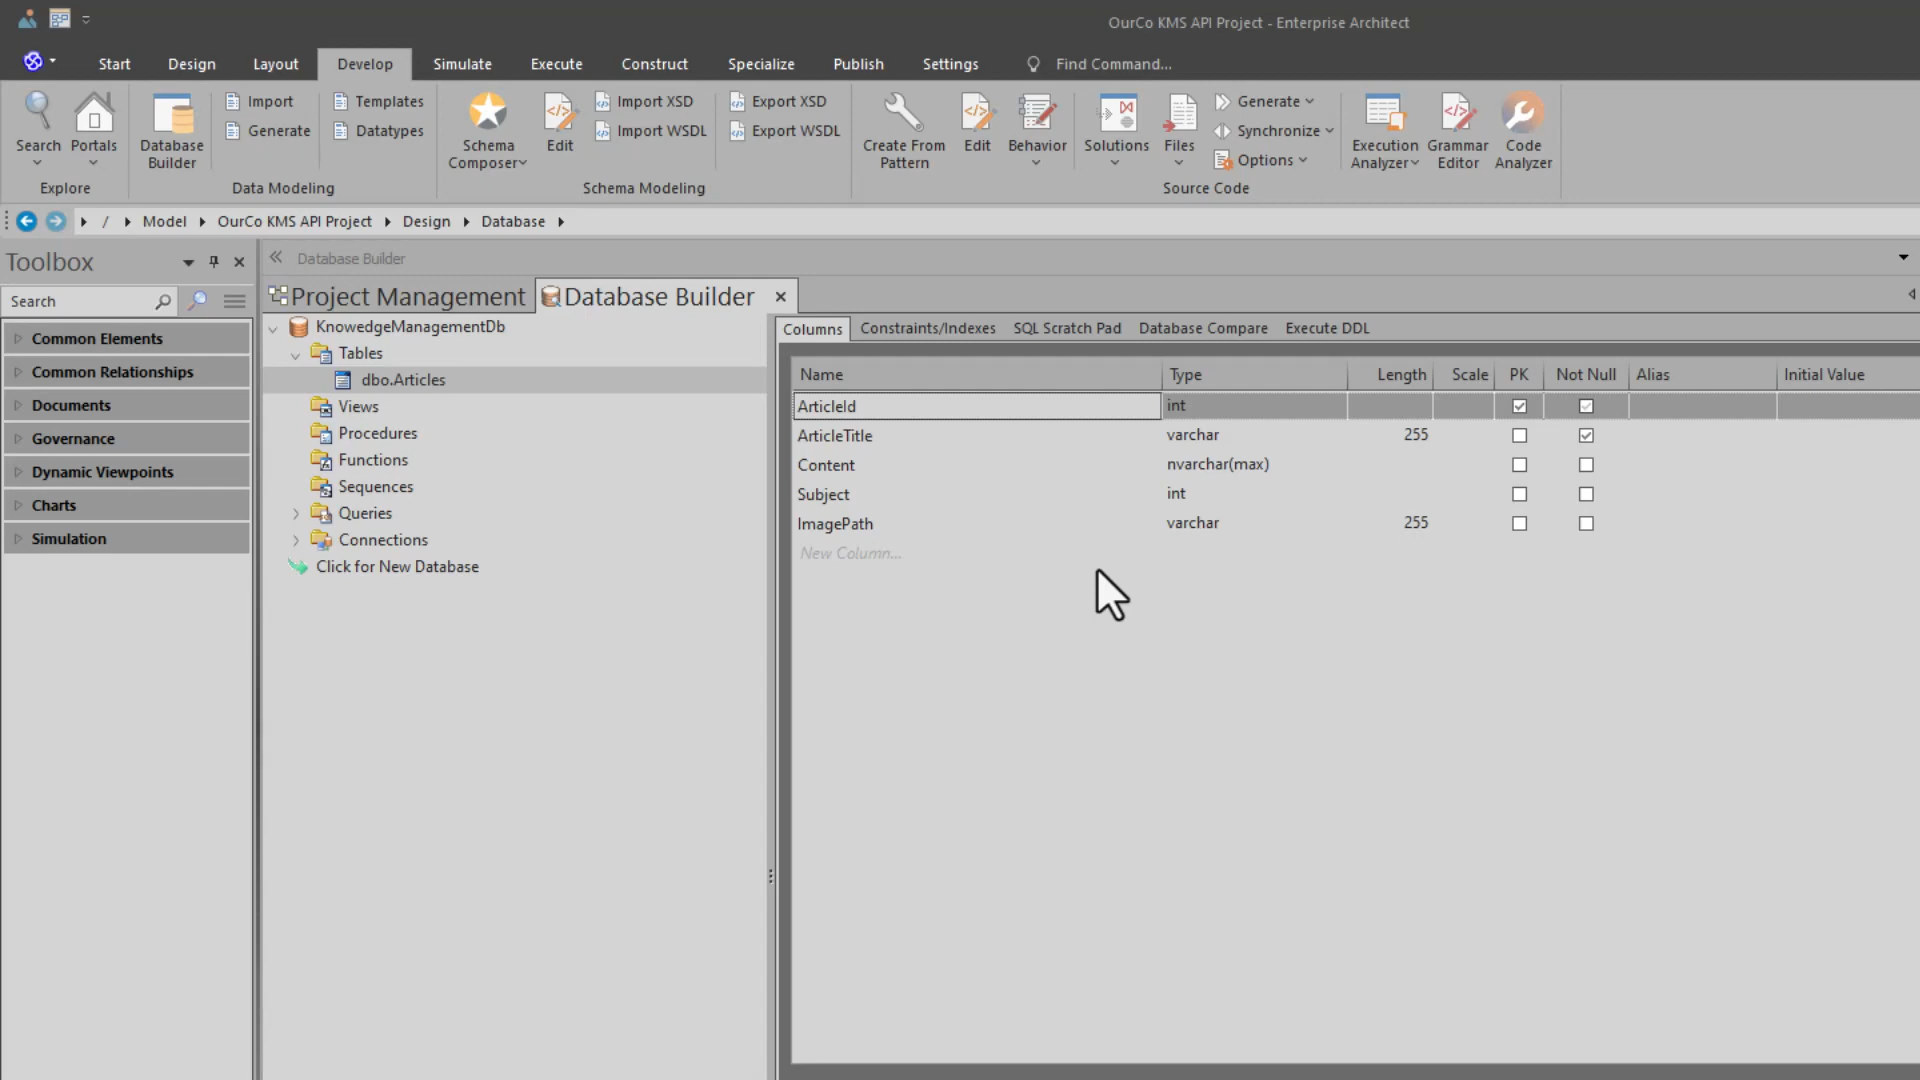 OurCo KMS API Project - Enterprise Architect
Start Design Layout Develop Simulate Execute Construct Specialize Publish Settings Find Command...
Search Portals
Explore
Database Builder
Import
Generate
Templates
Datatypes
Data Modeling
Schema Composer
Edit
Import XSD
Import WSDL
Export XSD
Export WSDL
Schema Modeling
Create From Pattern
Edit
Behavior
Solutions
Files
Generate
Synchronize
Options
Source Code
Execution Analyzer
Grammar Editor
Code Analyzer
/ Model OurCo KMS API Project Design Database
Toolbox
Search
Common Elements
Common Relationships
Documents
Governance
Dynamic Viewpoints
Charts
Simulation
Database Builder
Project Management Database Builder
KnowedgeManagementDb
Tables
dbo.Articles
Views
Procedures
Functions
Sequences
Queries
Connections
Click for New Database
Columns Constraints/Indexes SQL Scratch Pad Database Compare Execute DDL
Name Type Length Scale PK Not Null Alias Initial Value
ArticleId int
ArticleTitle varchar 255
Content nvarchar(max)
Subject int
ImagePath varchar 255
New Column...